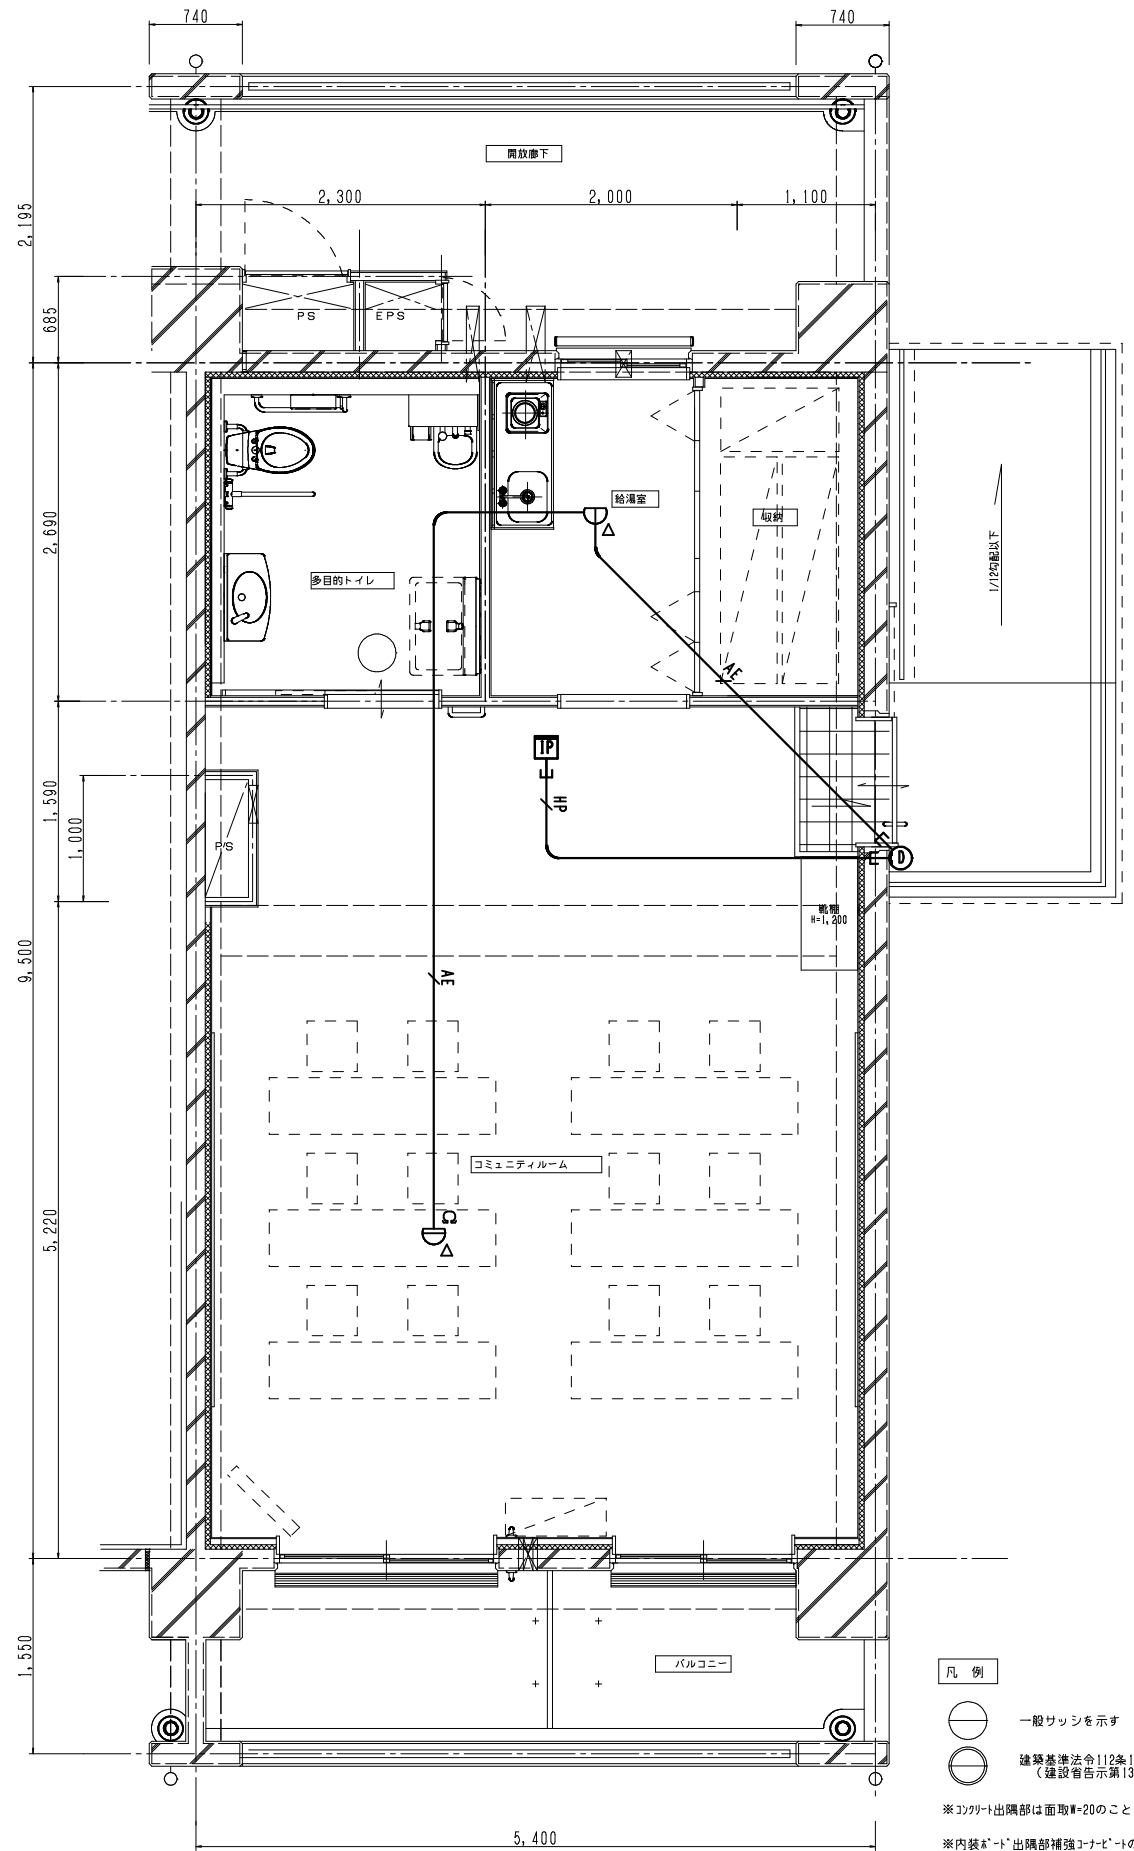 740
740
開放廊下
2,300
2,000
1,100
2,195
685
PS
EPS
2,690
給湯室
収納
1/12勾配以下
多目的トイレ
AE
TP
HP
1,590
1,000
PS
D
靴棚
H=1,200
9,500
AE
コミュニティルーム
5,220
C
1,550
バルコニー
凡 例
一般サッシを示す
建築基準法令112条1
(建設省告示第13
※コンクリート出隅部は面取W=20のこと
※内装ボード出隅部補強コーナービートの
5,400